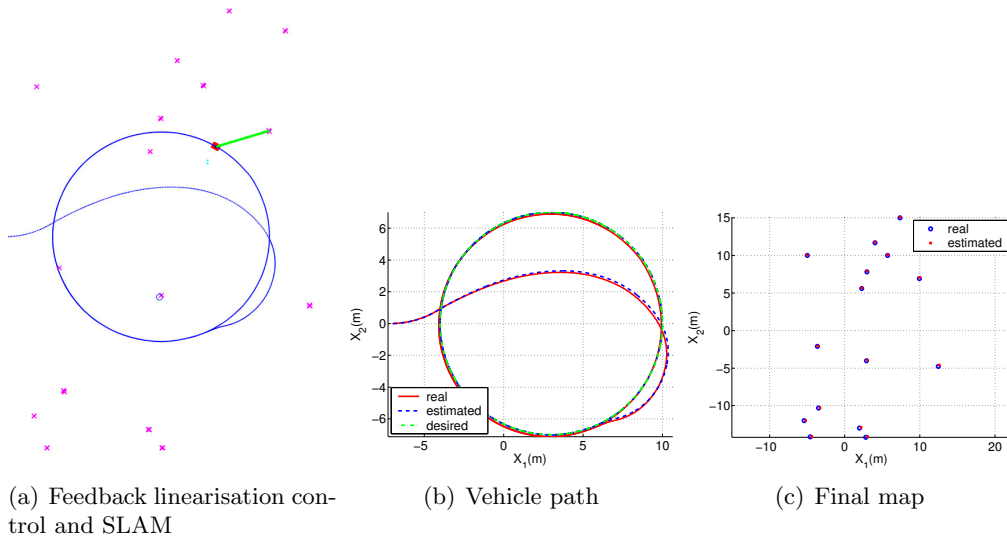 6
4
2
0
−2
−4
−6
−5
0
5
10
X₁(m)
X₂(m)
real
estimated
desired
15
10
5
0
−5
−10
−10
0
10
20
X₁(m)
X₂(m)
real
estimated
(a) Feedback linearisation con-
trol and SLAM
(b) Vehicle path
(c) Final map